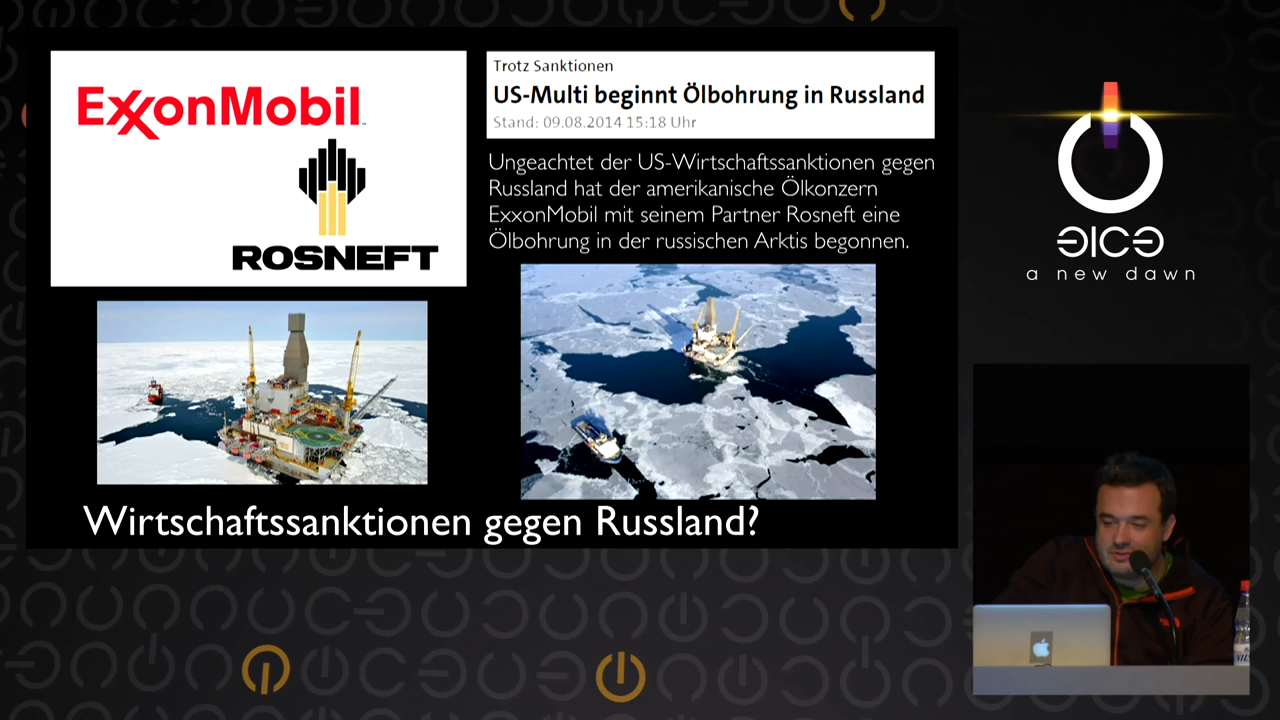 ExxonMobil
ROSNEFT
Trotz Sanktionen
US-Multi beginnt Ölbohrung in Russland
Stand: 09.08.2014 15:18 Uhr
Ungeachtet der US-Wirtschaftssanktionen gegen
Russland hat der amerikanische Ölkonzern
ExxonMobil mit seinem Partner Rosneft eine
Ölbohrung in der russischen Arktis begonnen.
Wirtschaftssanktionen gegen Russland?
a new dawn